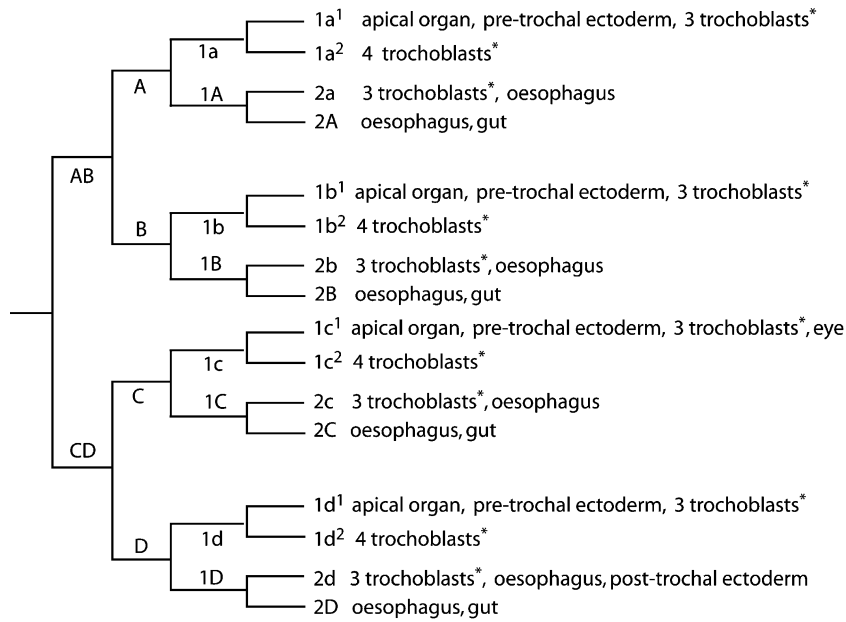 1a¹ apical organ, pre-trochal ectoderm, 3 trochoblasts*
1a
1a² 4 trochoblasts*
A
1A
2a 3 trochoblasts*, oesophagus
2A oesophagus, gut
AB
1b¹ apical organ, pre-trochal ectoderm, 3 trochoblasts*
B
1b
1b² 4 trochoblasts*
1B
2b 3 trochoblasts*, oesophagus
2B oesophagus, gut
1c¹ apical organ, pre-trochal ectoderm, 3 trochoblasts*, eye
1c
1c² 4 trochoblasts*
C
1C
2c 3 trochoblasts*, oesophagus
2C oesophagus, gut
CD
1d¹ apical organ, pre-trochal ectoderm, 3 trochoblasts*
D
1d
1d² 4 trochoblasts*
1D
2d 3 trochoblasts*, oesophagus, post-trochal ectoderm
2D oesophagus, gut